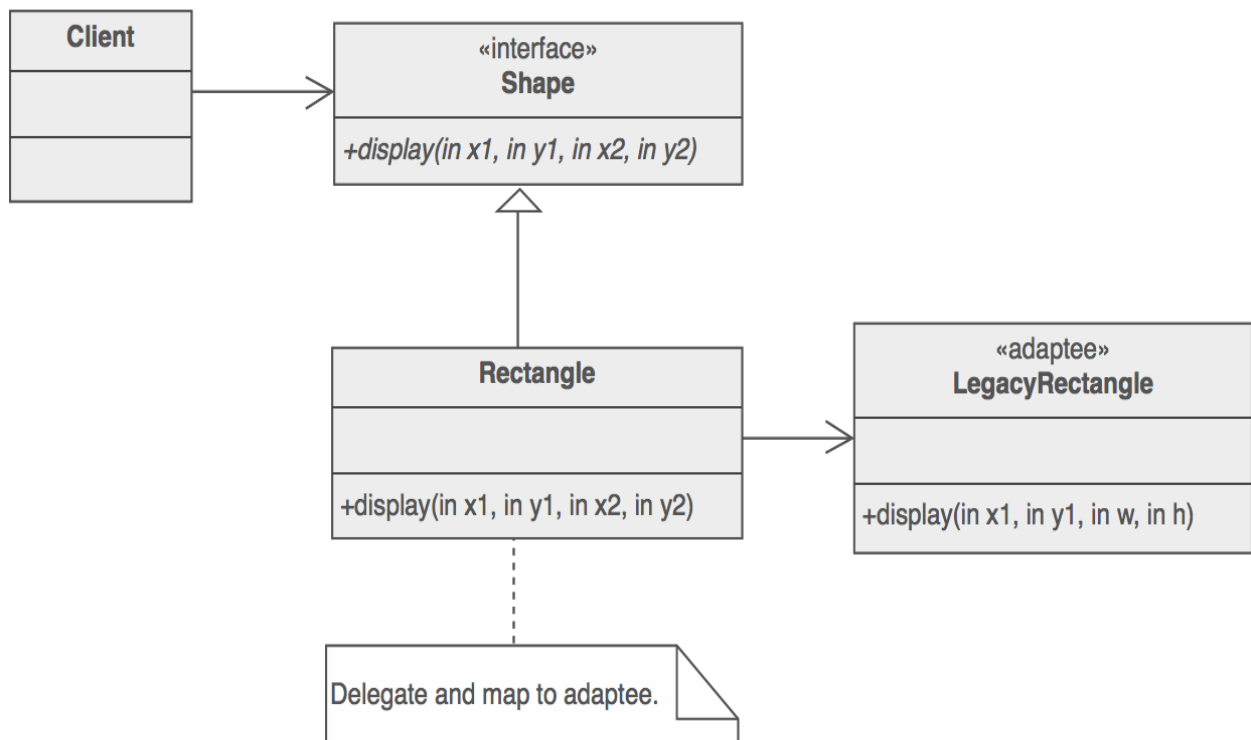 Client
«interface»
Shape
+display(in x1, in y1, in x2, in y2)
Rectangle
+display(in x1, in y1, in x2, in y2)
«adaptee»
LegacyRectangle
+display(in x1, in y1, in w, in h)
Delegate and map to adaptee.